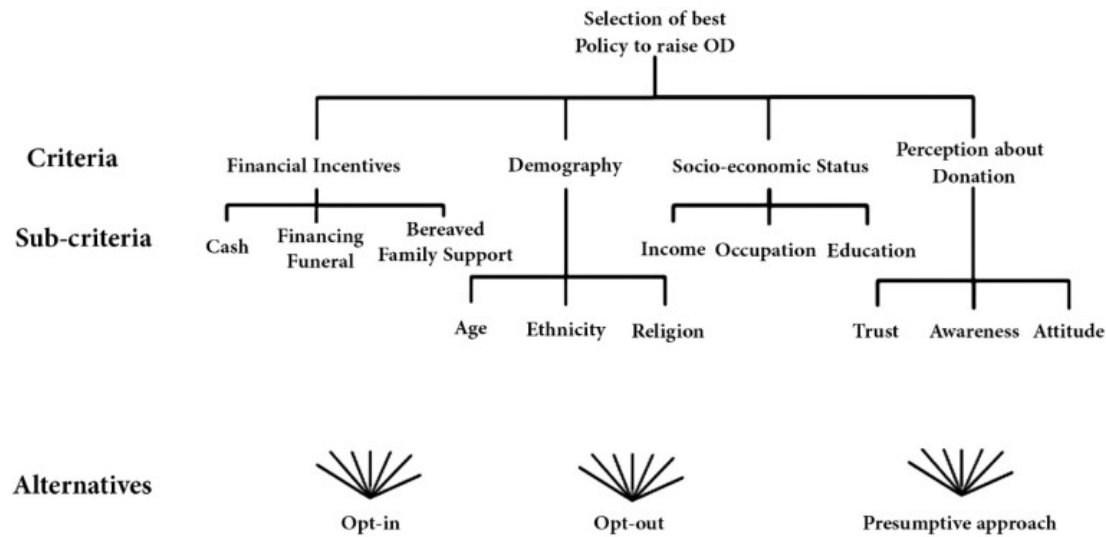 Selection of best
Policy to raise OD
Criteria
Financial Incentives
Demography
Socio-economic Status
Perception about
Donation
Sub-criteria
Cash
Financing
Funeral
Bereaved
Family Support
Income
Occupation
Education
Age
Ethnicity
Religion
Trust
Awareness
Attitude
Alternatives
Opt-in
Opt-out
Presumptive approach